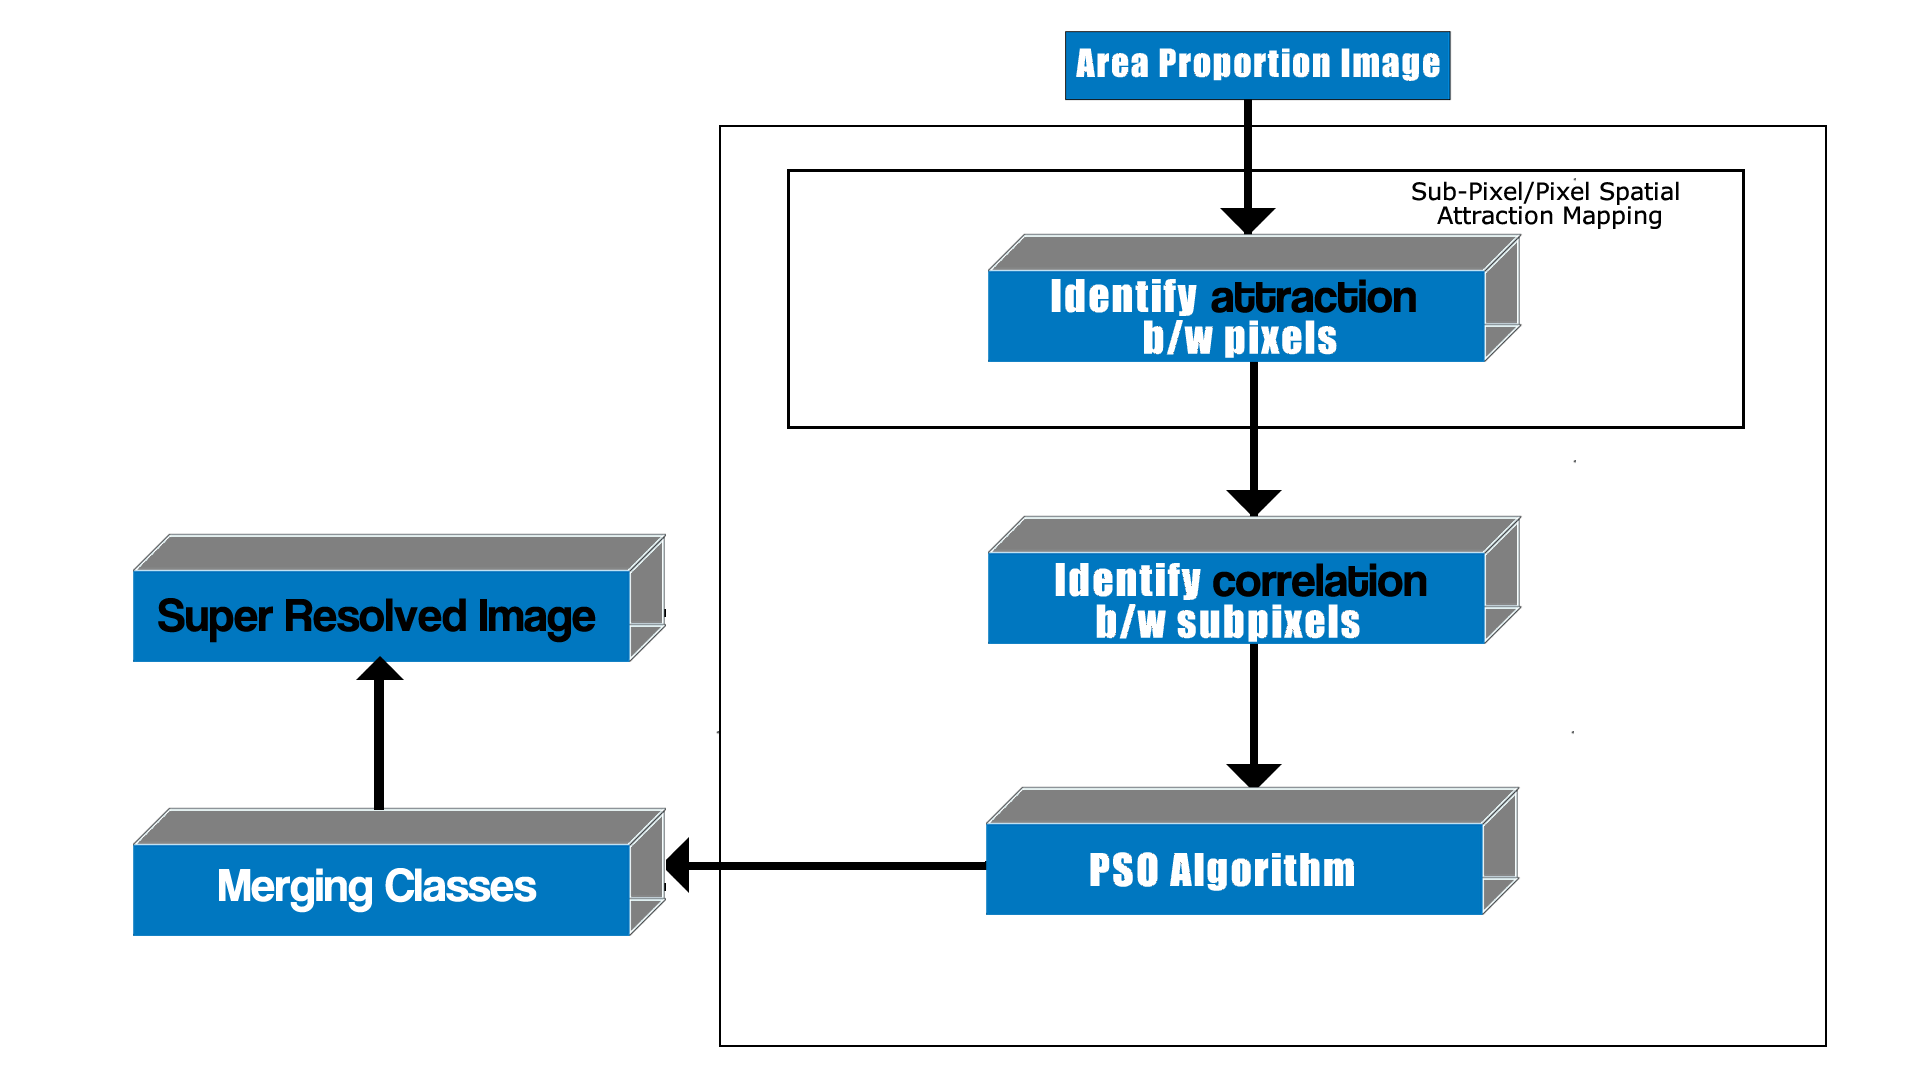 Area Proportion Image
Sub-Pixel/Pixel Spatial
Attraction Mapping
Identify attraction
b/w pixels
Identify correlation
b/w subpixels
Super Resolved Image
PSO Algorithm
Merging Classes